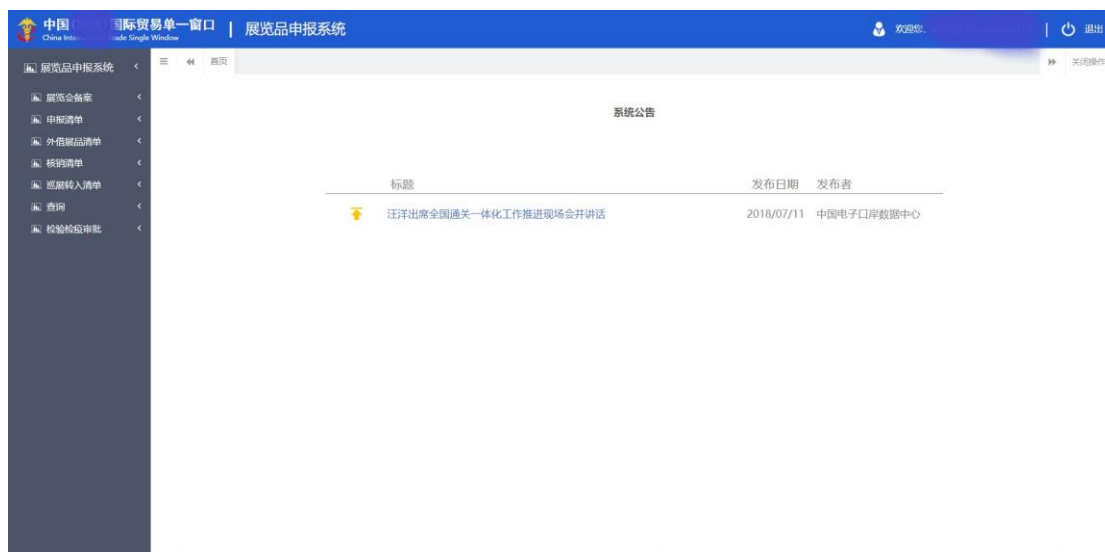 中国 国际贸易单一窗口 | 展览品申报系统
China Inte rade Single Window
欢迎您,
退出
展览品申报系统
首页
关闭操作
展览会备案
申报清单
外借展品清单
核销清单
巡展转入清单
查询
检验检疫审批
系统公告
标题 发布日期 发布者
汪洋出席全国通关一体化工作推进现场会并讲话 2018/07/11 中国电子口岸数据中心